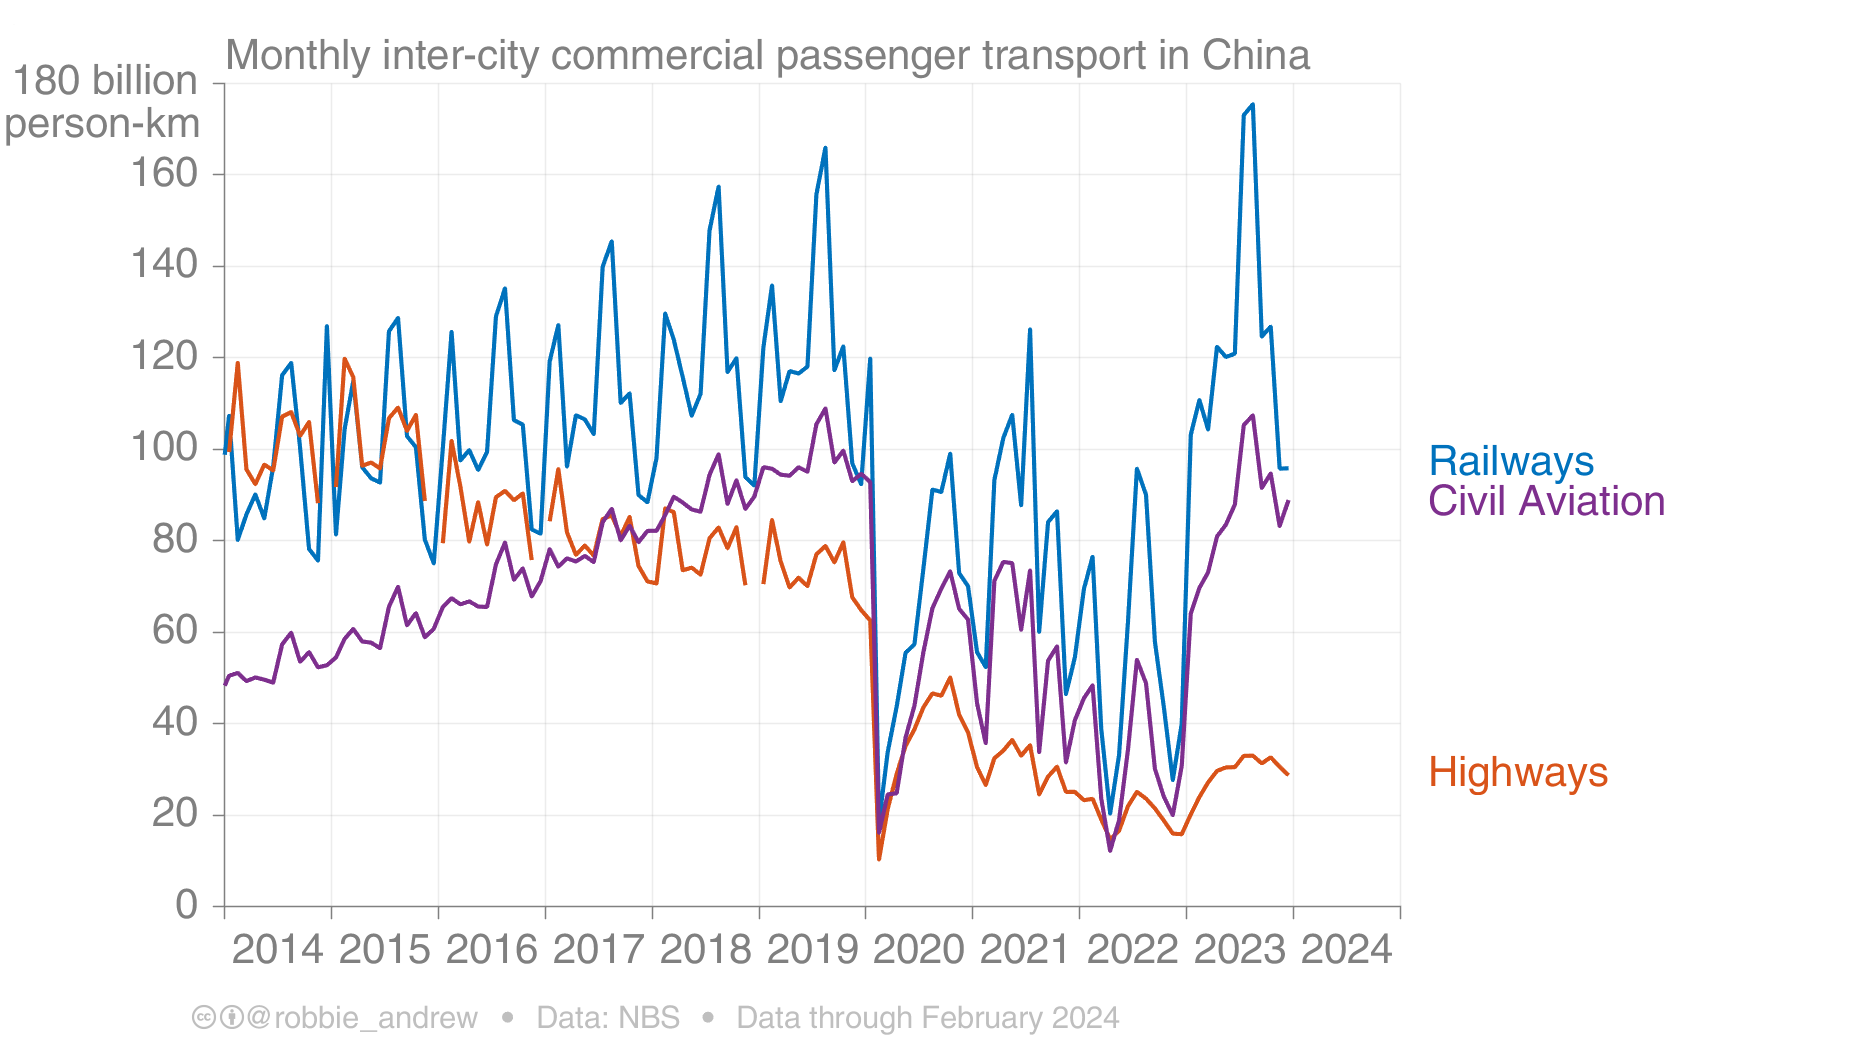 Monthly inter-city commercial passenger transport in China
180 billion
person-km
160
140
120
100
80
60
40
20
0
2014 2015 2016 2017 2018 2019 2020 2021 2022 2023 2024
Railways
Civil Aviation
Highways
cc @robbie_andrew • Data: NBS • Data through February 2024